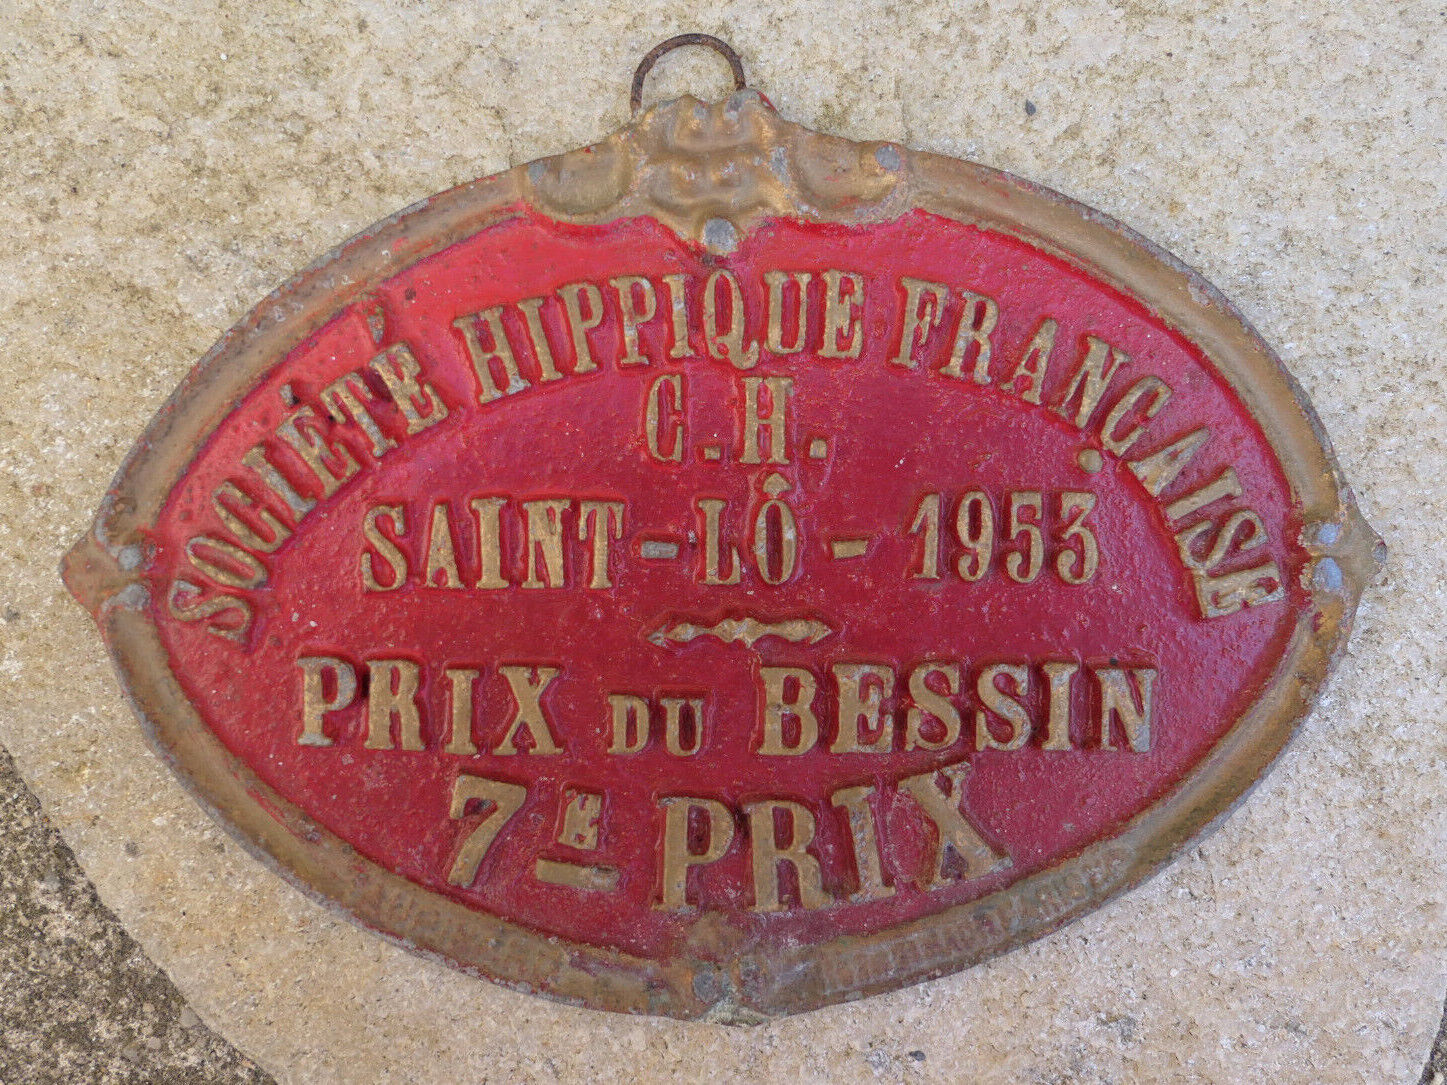 SOCIÉTÉ HIPPIQUE FRANÇAISE
C.H.
SAINT-LÔ-1953
PRIX DU BESSIN
7E PRIX